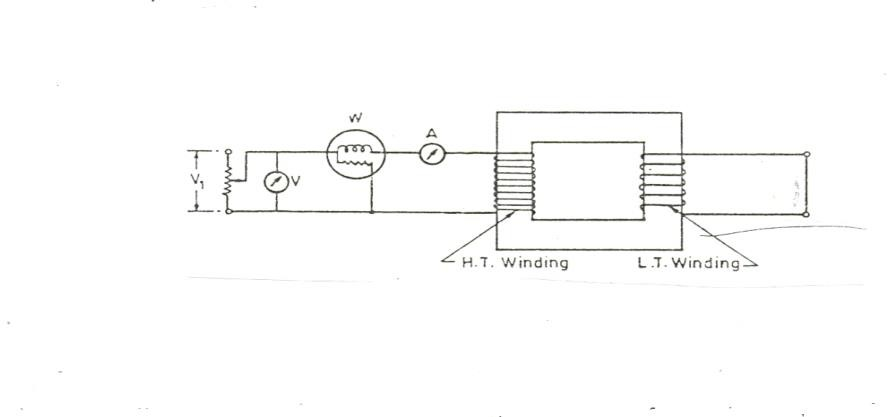 W
A
V₁
V
H.T. Winding
L.T. Winding